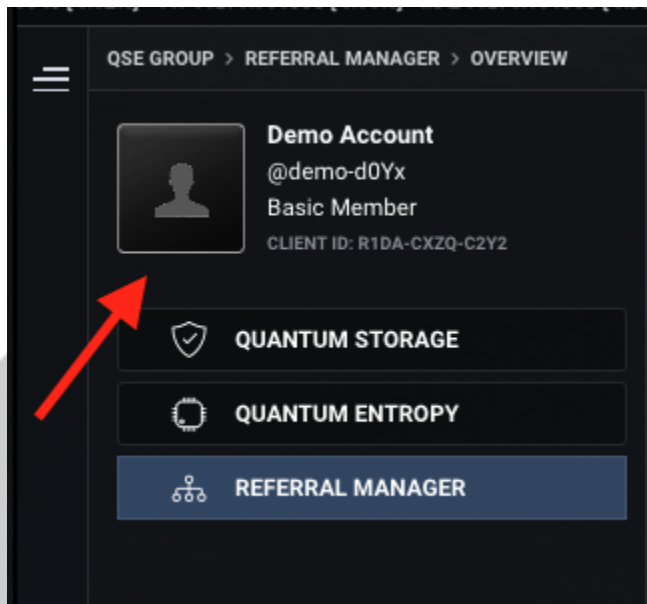 QSE GROUP > REFERRAL MANAGER > OVERVIEW
Demo Account
@demo-d0Yx
Basic Member
CLIENT ID: R1DA-CXZQ-C2Y2
QUANTUM STORAGE
QUANTUM ENTROPY
REFERRAL MANAGER